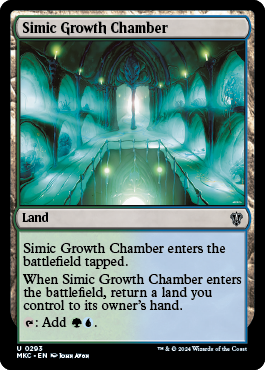 Simic Growth Chamber
Land
Simic Growth Chamber enters the
battlefield tapped.
When Simic Growth Chamber enters
the battlefield, return a land you
control to its owner's hand.
: Add .
U 0293
MKC • EN John Avon
™ & © 2024 Wizards of the Coast